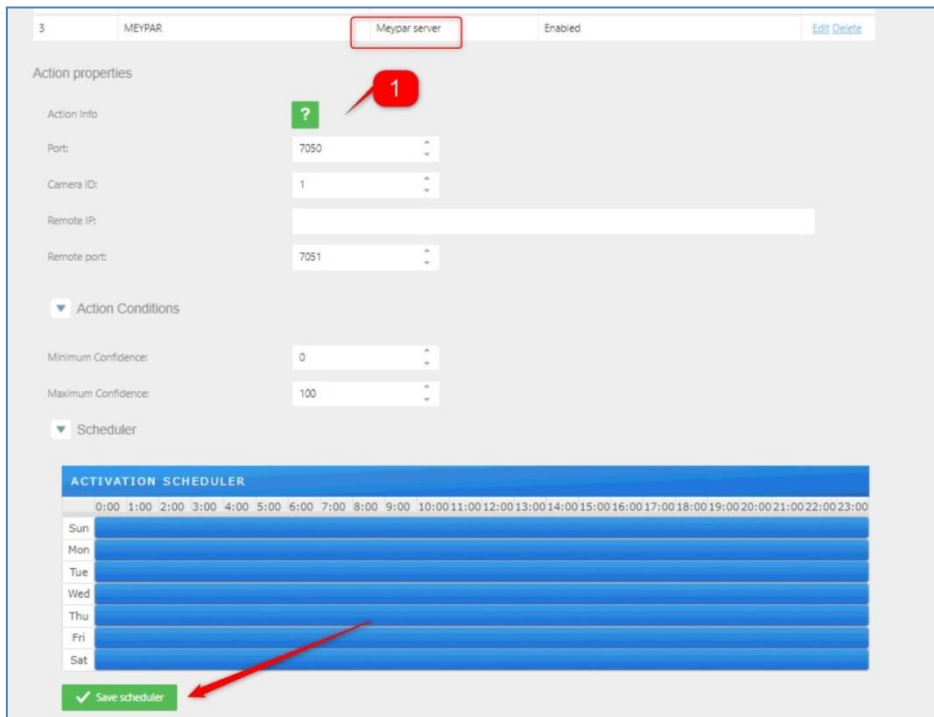 3 MEYPAR Meypar server Enabled Edit Delete
Action properties
1
Action Info ?
Port: 7050
Camera ID: 1
Remote IP:
Remote port: 7051
Action Conditions
Minimum Confidence: 0
Maximum Confidence: 100
Scheduler
ACTIVATION SCHEDULER
0:00 1:00 2:00 3:00 4:00 5:00 6:00 7:00 8:00 9:00 10:00 11:00 12:00 13:00 14:00 15:00 16:00 17:00 18:00 19:00 20:00 21:00 22:00 23:00
Sun
Mon
Tue
Wed
Thu
Fri
Sat
Save scheduler